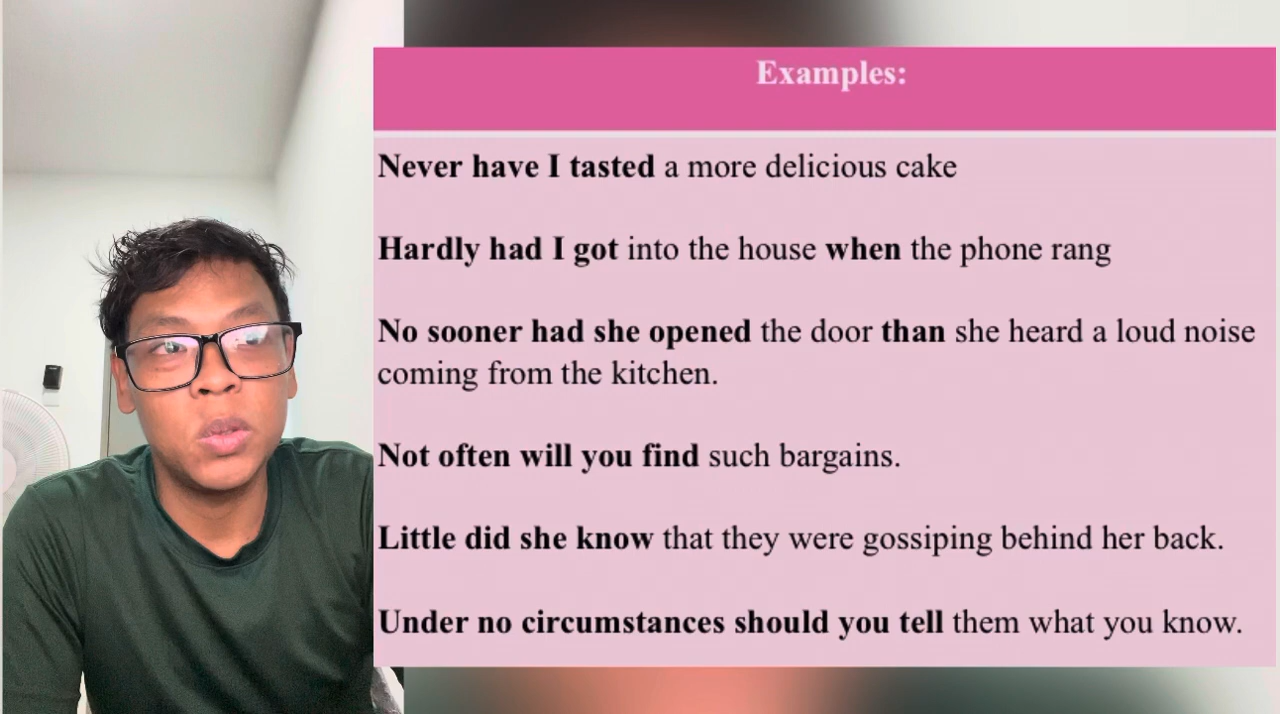 Examples:
Never have I tasted a more delicious cake
Hardly had I got into the house when the phone rang
No sooner had she opened the door than she heard a loud noise
coming from the kitchen.
Not often will you find such bargains.
Little did she know that they were gossiping behind her back.
Under no circumstances should you tell them what you know.